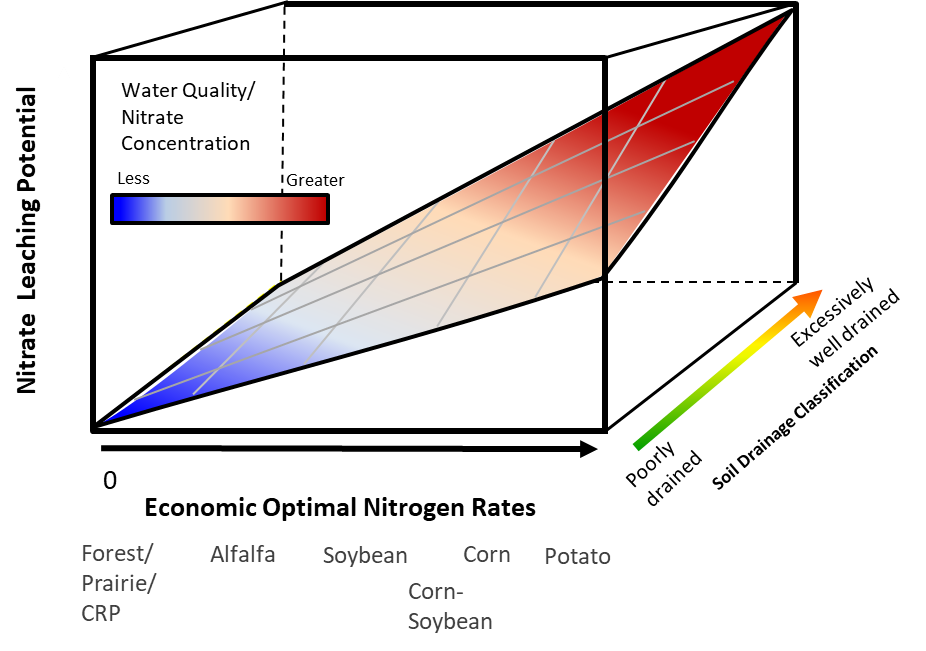 Water Quality/
Nitrate
Concentration
Less
Greater
Nitrate Leaching Potential
0
Economic Optimal Nitrogen Rates
Excessively
well drained
Poorly
drained
Soil Drainage Classification
Forest/
Prairie/
CRP
Alfalfa
Soybean
Corn-
Soybean
Corn
Potato